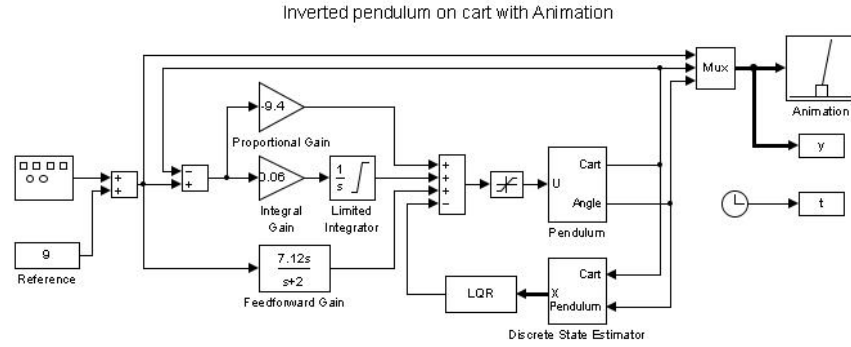 Inverted pendulum on cart with Animation
Mux
Animation
-9.4
Proportional Gain
y
− +
+ +
0.06
Integral
Gain
1
s
Limited
Integrator
+
+
+
−
U
Cart
Angle
Pendulum
t
9
Reference
7.12s
s+2
Feedforward Gain
LQR
Cart
X
Pendulum
Discrete State Estimator